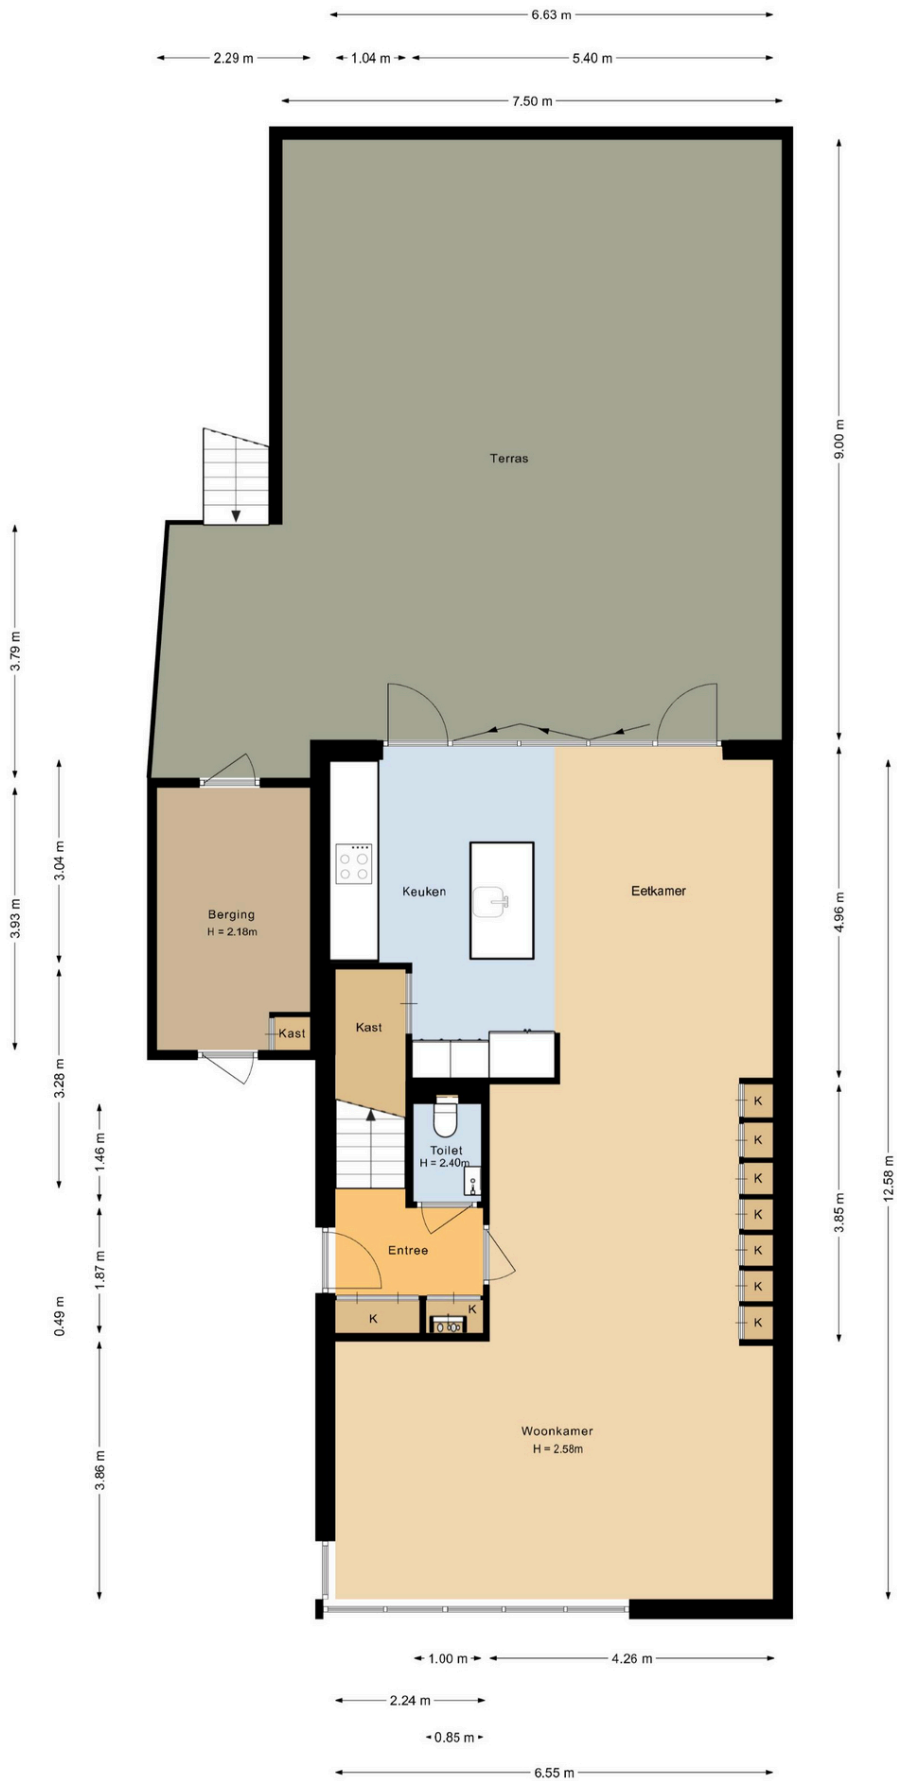 6.63 m
2.29 m
1.04 m
5.40 m
7.50 m
9.00 m
Terras
3.79 m
3.04 m
3.93 m
Keuken
Eetkamer
4.96 m
Berging
H = 2.18m
Kast
Kast
3.28 m
K
K
1.46 m
Toilet
H = 2.40m
K
12.58 m
3.85 m
K
Entree
K
1.87 m
K
0.49 m
K
K
K
Woonkamer
H = 2.58m
3.86 m
1.00 m
4.26 m
2.24 m
0.85 m
6.55 m